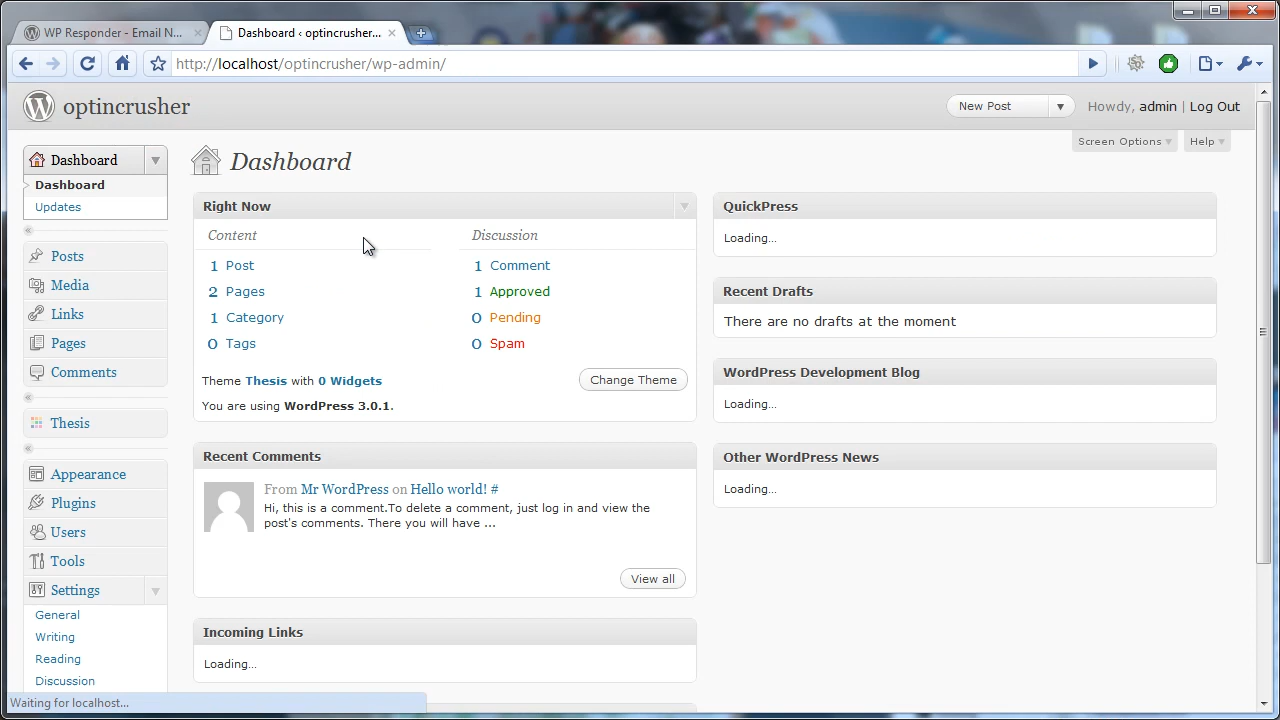 WP Responder - Email N...
Dashboard ‹ optincrusher...
http://localhost/optincrusher/wp-admin/
optincrusher
New Post
Howdy, admin | Log Out
Screen Options
Help
Dashboard
Dashboard
Updates
Posts
Media
Links
Pages
Comments
Thesis
Appearance
Plugins
Users
Tools
Settings
General
Writing
Reading
Discussion
Dashboard
Right Now
Content
1 Post
2 Pages
1 Category
0 Tags
Discussion
1 Comment
1 Approved
0 Pending
0 Spam
Theme Thesis with 0 Widgets
Change Theme
You are using WordPress 3.0.1.
Recent Comments
From Mr WordPress on Hello world! #
Hi, this is a comment.To delete a comment, just log in and view the
post's comments. There you will have ...
View all
Incoming Links
Loading...
QuickPress
Loading...
Recent Drafts
There are no drafts at the moment
WordPress Development Blog
Loading...
Other WordPress News
Loading...
Waiting for localhost...